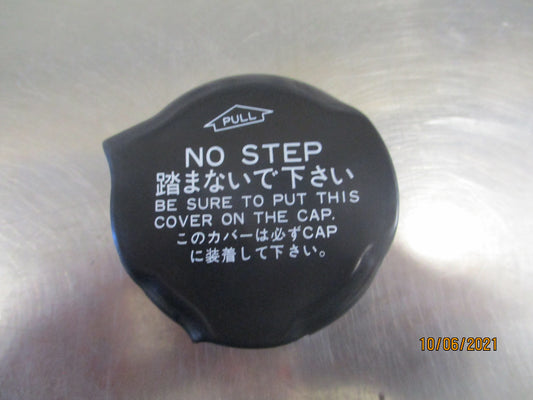 PULL
NO STEP
踏まないで下さい
BE SURE TO PUT THIS
COVER ON THE CAP.
このカバーは必ずCAP
に装着して下さい。
10/06/2021